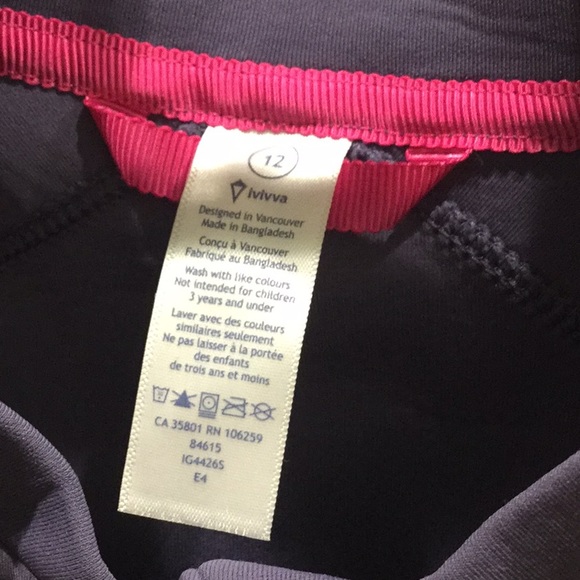 12
ivivva
Designed in Vancouver
Made in Bangladesh
Conçu à Vancouver
Fabriqué au Bangladesh
Wash with like colours
Not intended for children
3 years and under
Laver avec des couleurs
similaires seulement
Ne pas laisser à la portée
des enfants
de trois ans et moins
CA 35801 RN 106259
84615
IG4426S
E4